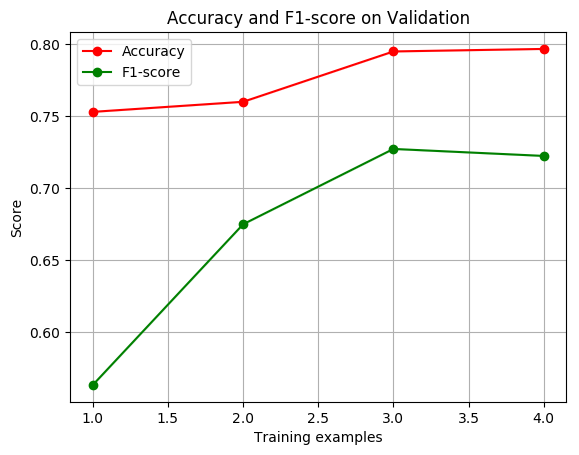 Accuracy and F1-score on Validation
Accuracy
F1-score
0.80
0.75
0.70
0.65
0.60
Score
1.0 1.5 2.0 2.5 3.0 3.5 4.0
Training examples